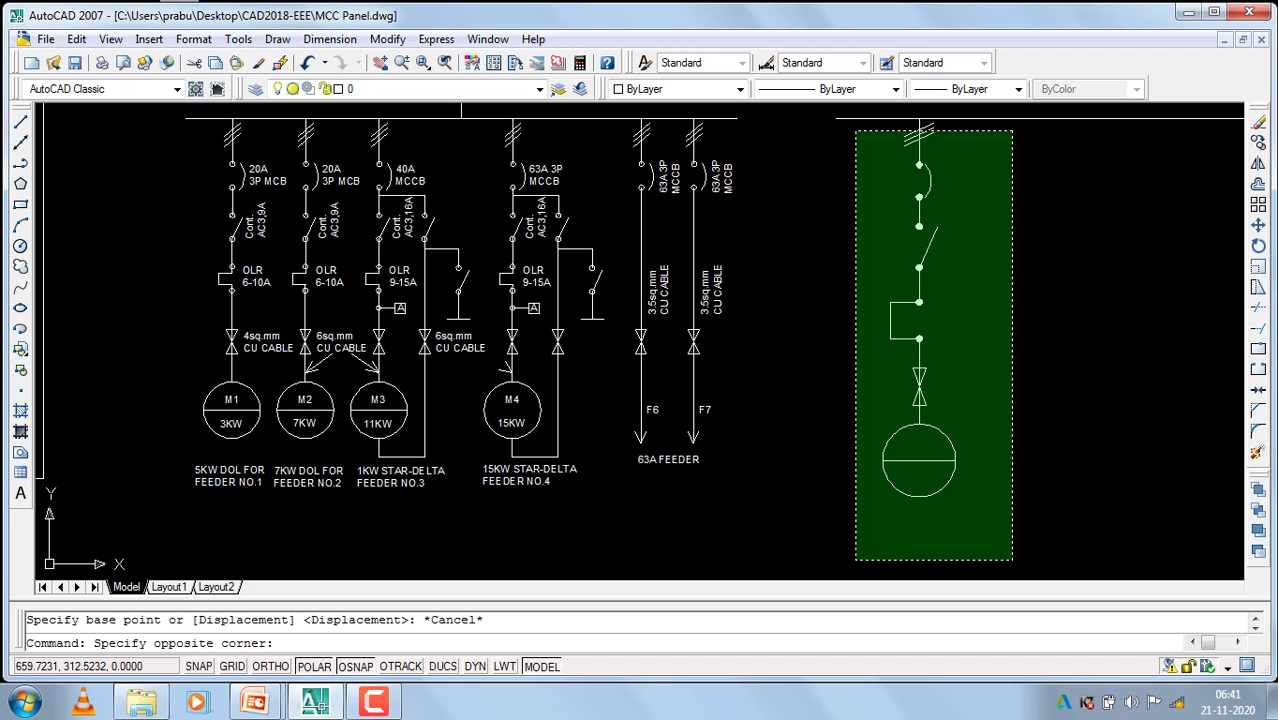 AutoCAD 2007 - [C:\Users\prabu\Desktop\CAD2018-EEE\MCC Panel.dwg]
File Edit View Insert Format Tools Draw Dimension Modify Express Window Help
Standard Standard Standard
AutoCAD Classic 0 ByLayer ByLayer ByLayer ByColor
20A
3P MCB
20A
3P MCB
40A
MCCB
63A 3P
MCCB
63A 3P
MCCB
63A 3P
MCCB
Cont.
AC3,9A
Cont.
AC3,9A
Cont.
AC3,16A
Cont.
AC3,16A
OLR
6-10A
OLR
6-10A
OLR
9-15A
OLR
9-15A
3.5sq.mm
CU CABLE
3.5sq.mm
CU CABLE
A
A
4sq.mm
CU CABLE
6sq.mm
CU CABLE
6sq.mm
CU CABLE
M1
3KW
M2
7KW
M3
11KW
M4
15KW
F6
F7
5KW DOL FOR
FEEDER NO.1
7KW DOL FOR
FEEDER NO.2
1KW STAR-DELTA
FEEDER NO.3
15KW STAR-DELTA
FEEDER NO.4
63A FEEDER
Y
X
Model Layout1 Layout2
Specify base point or [Displacement] <Displacement>: *Cancel*
Command: Specify opposite corner:
659.7231, 312.5232, 0.0000 SNAP GRID ORTHO POLAR OSNAP OTRACK DUCS DYN LWT MODEL
06:41
21-11-2020